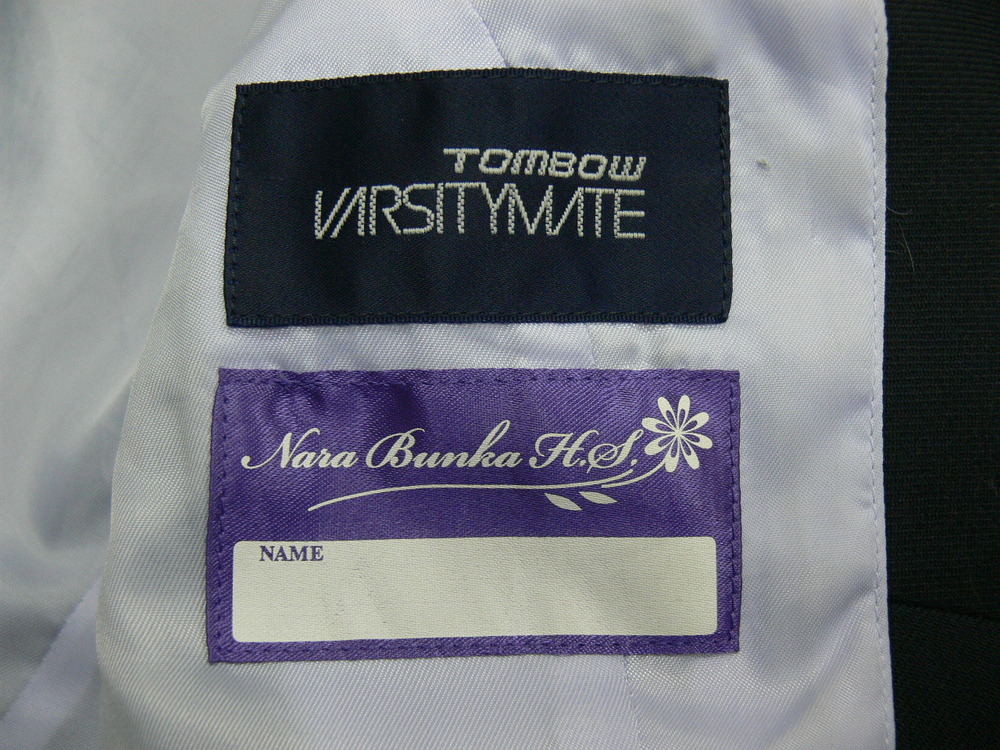 TOMBOW
VARSITYMATE
Nara Bunka H.S.
NAME